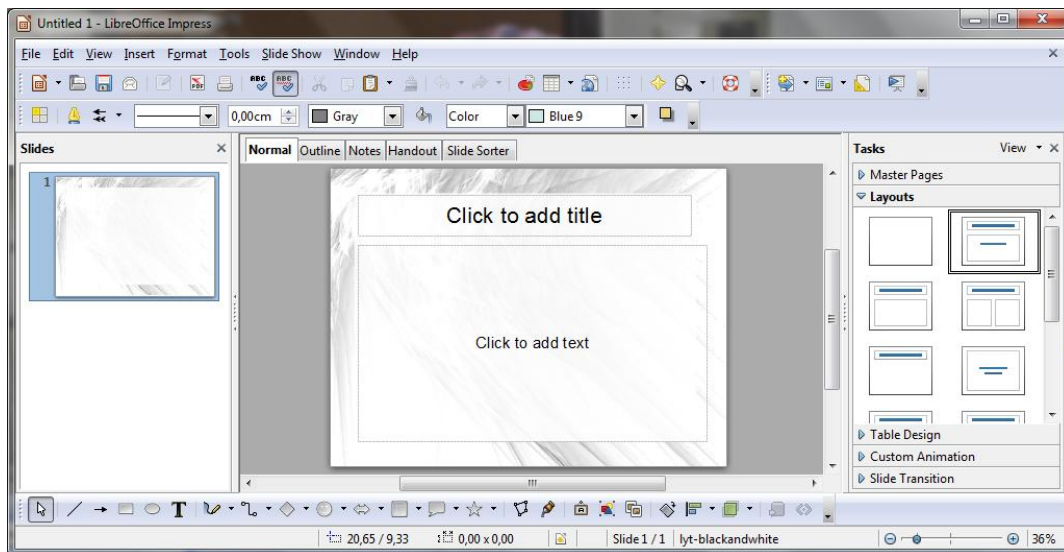 Untitled 1 - LibreOffice Impress
File Edit View Insert Format Tools Slide Show Window Help
PDF ABC ABC
0,00cm Gray Color Blue 9
Slides
Normal Outline Notes Handout Slide Sorter
Tasks View
1
Master Pages
Layouts
Click to add title
Click to add text
Table Design
Custom Animation
Slide Transition
T
20,65 / 9,33 0,00 x 0,00 Slide 1 / 1 lyt-blackandwhite 36%